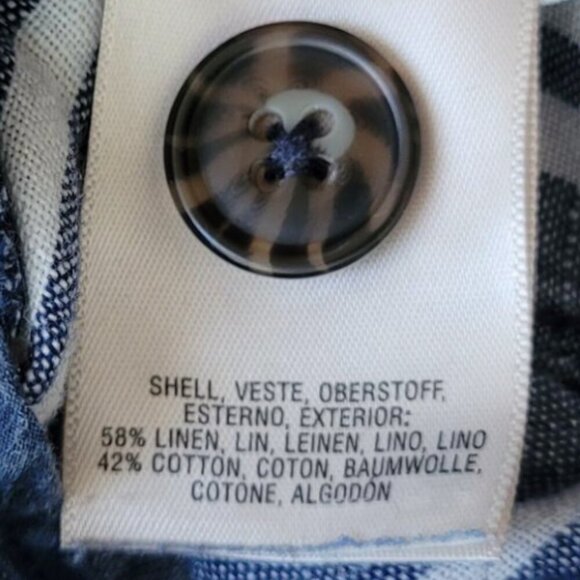 SHELL, VESTE, OBERSTOFF,
ESTERNO, EXTERIOR:
58% LINEN, LIN, LEINEN, LINO, LINO
42% COTTON, COTON, BAUMWOLLE,
COTONE, ALGODÓN